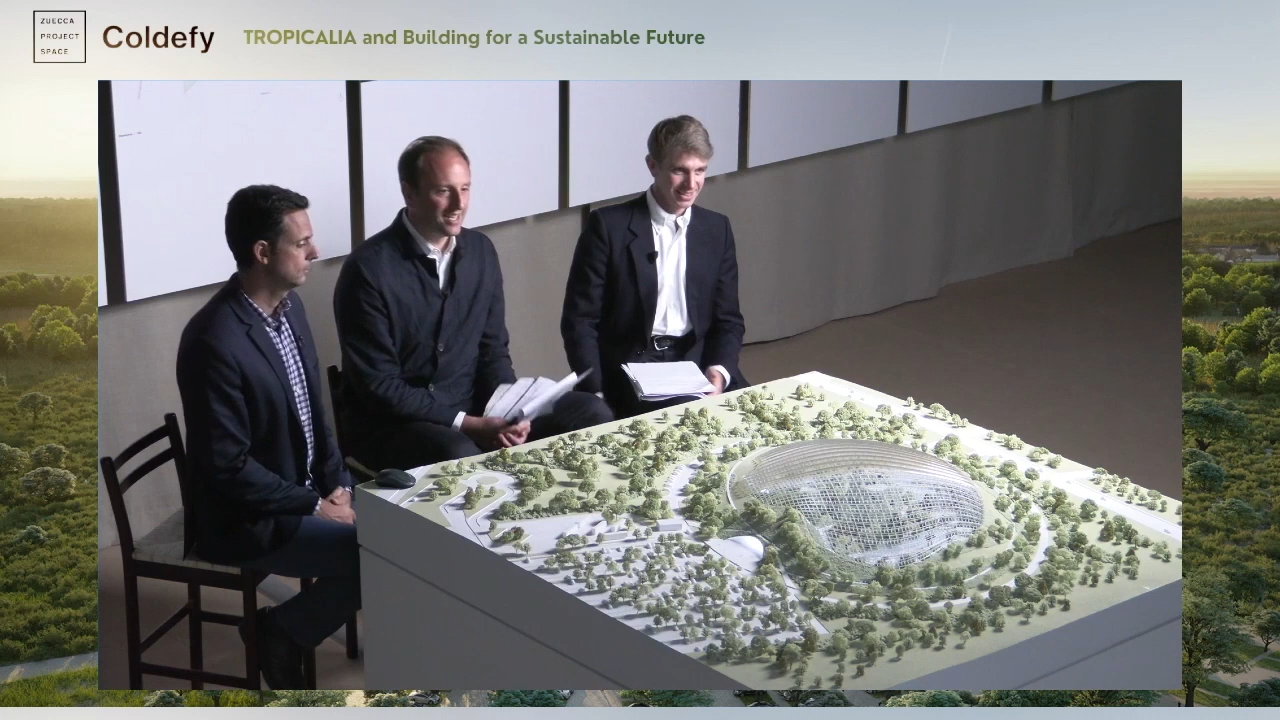 ZUECCA
PROJECT
SPACE
Coldefy
TROPICALIA and Building for a Sustainable Future